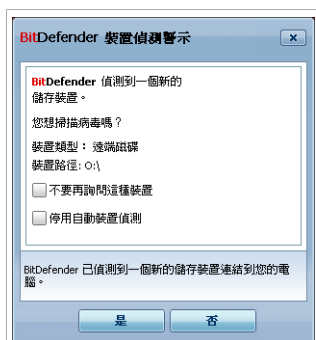 BitDefender 裝置偵測警示
BitDefender 偵測到一個新的
儲存裝置。
您想掃描病毒嗎？
裝置類型： 遠端磁碟
裝置路徑: O:\
不要再詢問這種裝置
停用自動裝置偵測
BitDefender 已偵測到一個新的儲存裝置連結到您的電
腦。
是
否